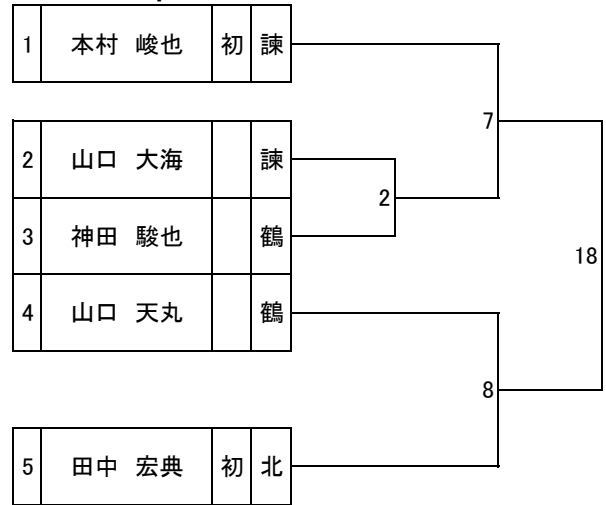 1 本村 峻也 初 諫
7
2 山口 大海 諫
2
3 神田 駿也 鶴
18
4 山口 天丸 鶴
8
5 田中 宏典 初 北